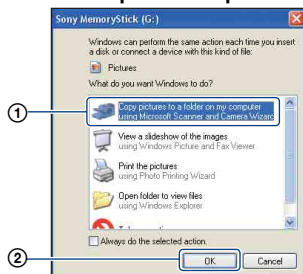 Sony MemoryStick (G:)
Windows can perform the same action each time you insert
a disk or connect a device with this kind of file:
Pictures
What do you want Windows to do?
①
Copy pictures to a folder on my computer
using Microsoft Scanner and Camera Wizard
View a slideshow of the images
using Windows Picture and Fax Viewer
Print the pictures
using Photo Printing Wizard
Open folder to view files
using Windows Explorer
Always do the selected action.
②
OK
Cancel